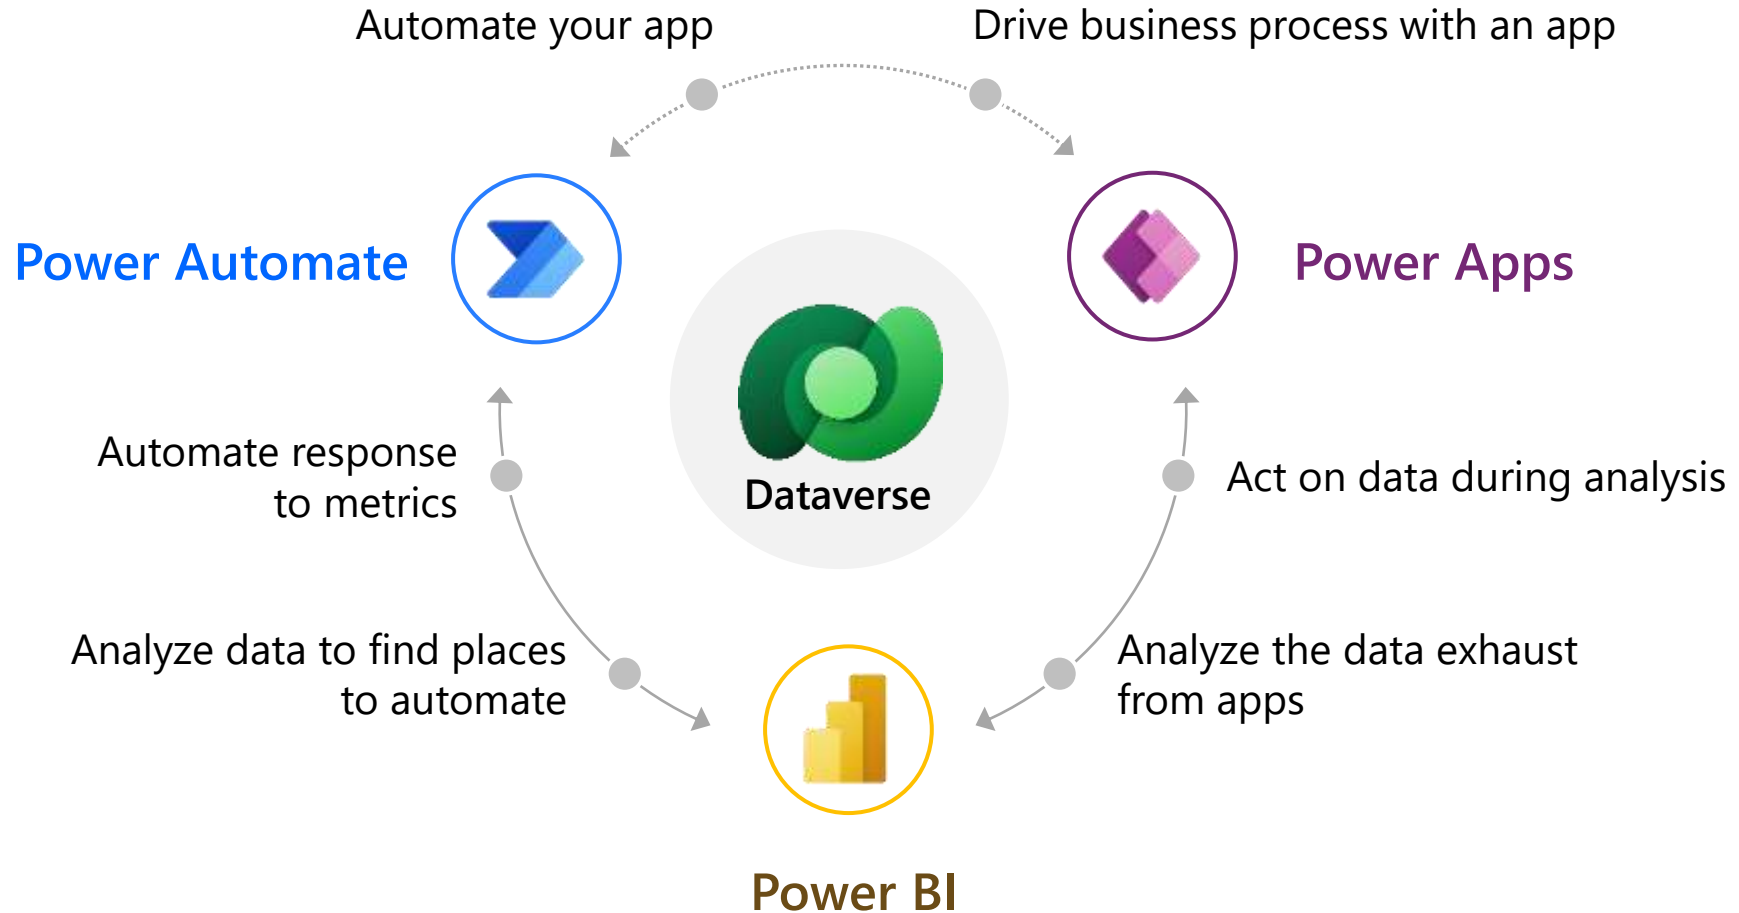 Automate your app
Drive business process with an app
Power Automate
Power Apps
Dataverse
Automate response
to metrics
Act on data during analysis
Analyze data to find places
to automate
Analyze the data exhaust
from apps
Power BI